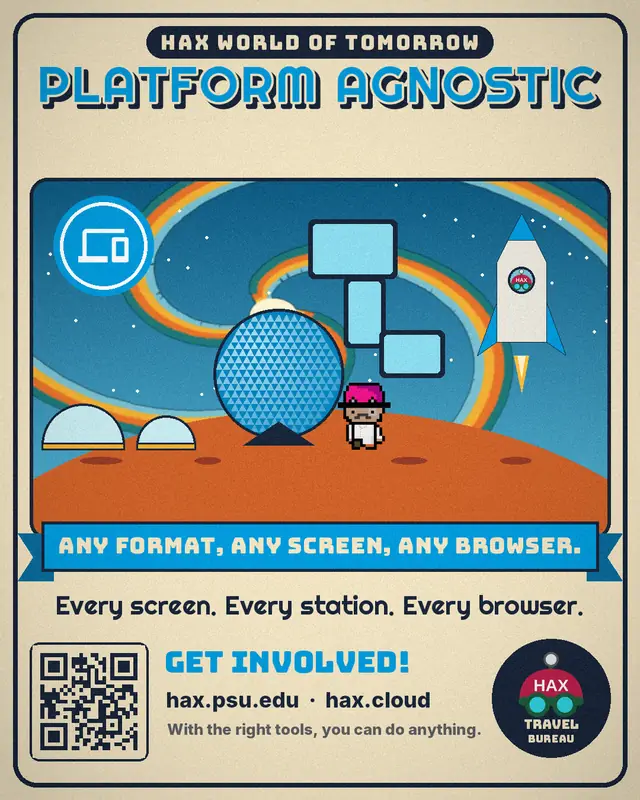 HAX WORLD OF TOMORROW
PLATFORM AGNOSTIC
HAX
ANY FORMAT, ANY SCREEN, ANY BROWSER.
Every screen. Every station. Every browser.
GET INVOLVED!
hax.psu.edu · hax.cloud
With the right tools, you can do anything.
HAX
TRAVEL
BUREAU